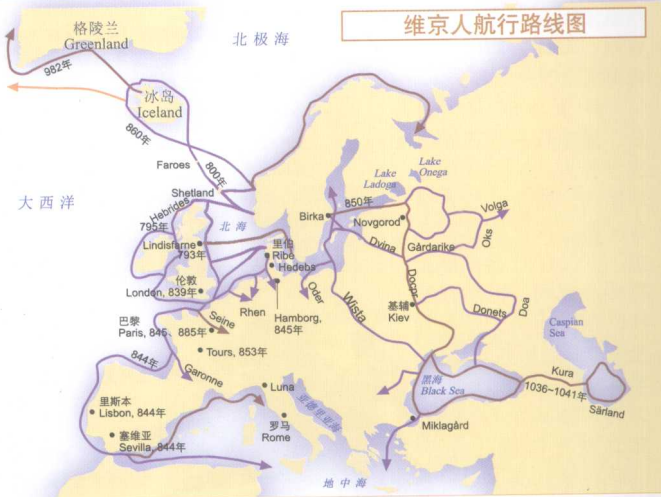 维京人航行路线图
格陵兰
Greenland
北极海
982年
冰岛
Iceland
860年
800年
Faroes
Shetland
大西洋
Hebrides
795年
北海
Lindisfarne
793年
伦敦
London, 839年
里伯
Ribe
Hedebs
Birka
850年
Lake
Ladoga
Lake
Onega
Novgorod
Volga
Oks
Dvina
Gårdarike
Oder
Wista
Docpr
基辅
Kiev
Donets
Doa
Rhen
Hamborg,
845年
巴黎
Paris, 845、885年
Seine
Tours, 853年
844年
Garonne
Luna
里斯本
Lisbon, 844年
塞维亚
Sevilla, 844年
罗马
Rome
亚德里亚海
黑海
Black Sea
Miklagård
Caspian
Sea
Kura
1036~1041年
Särland
地中海